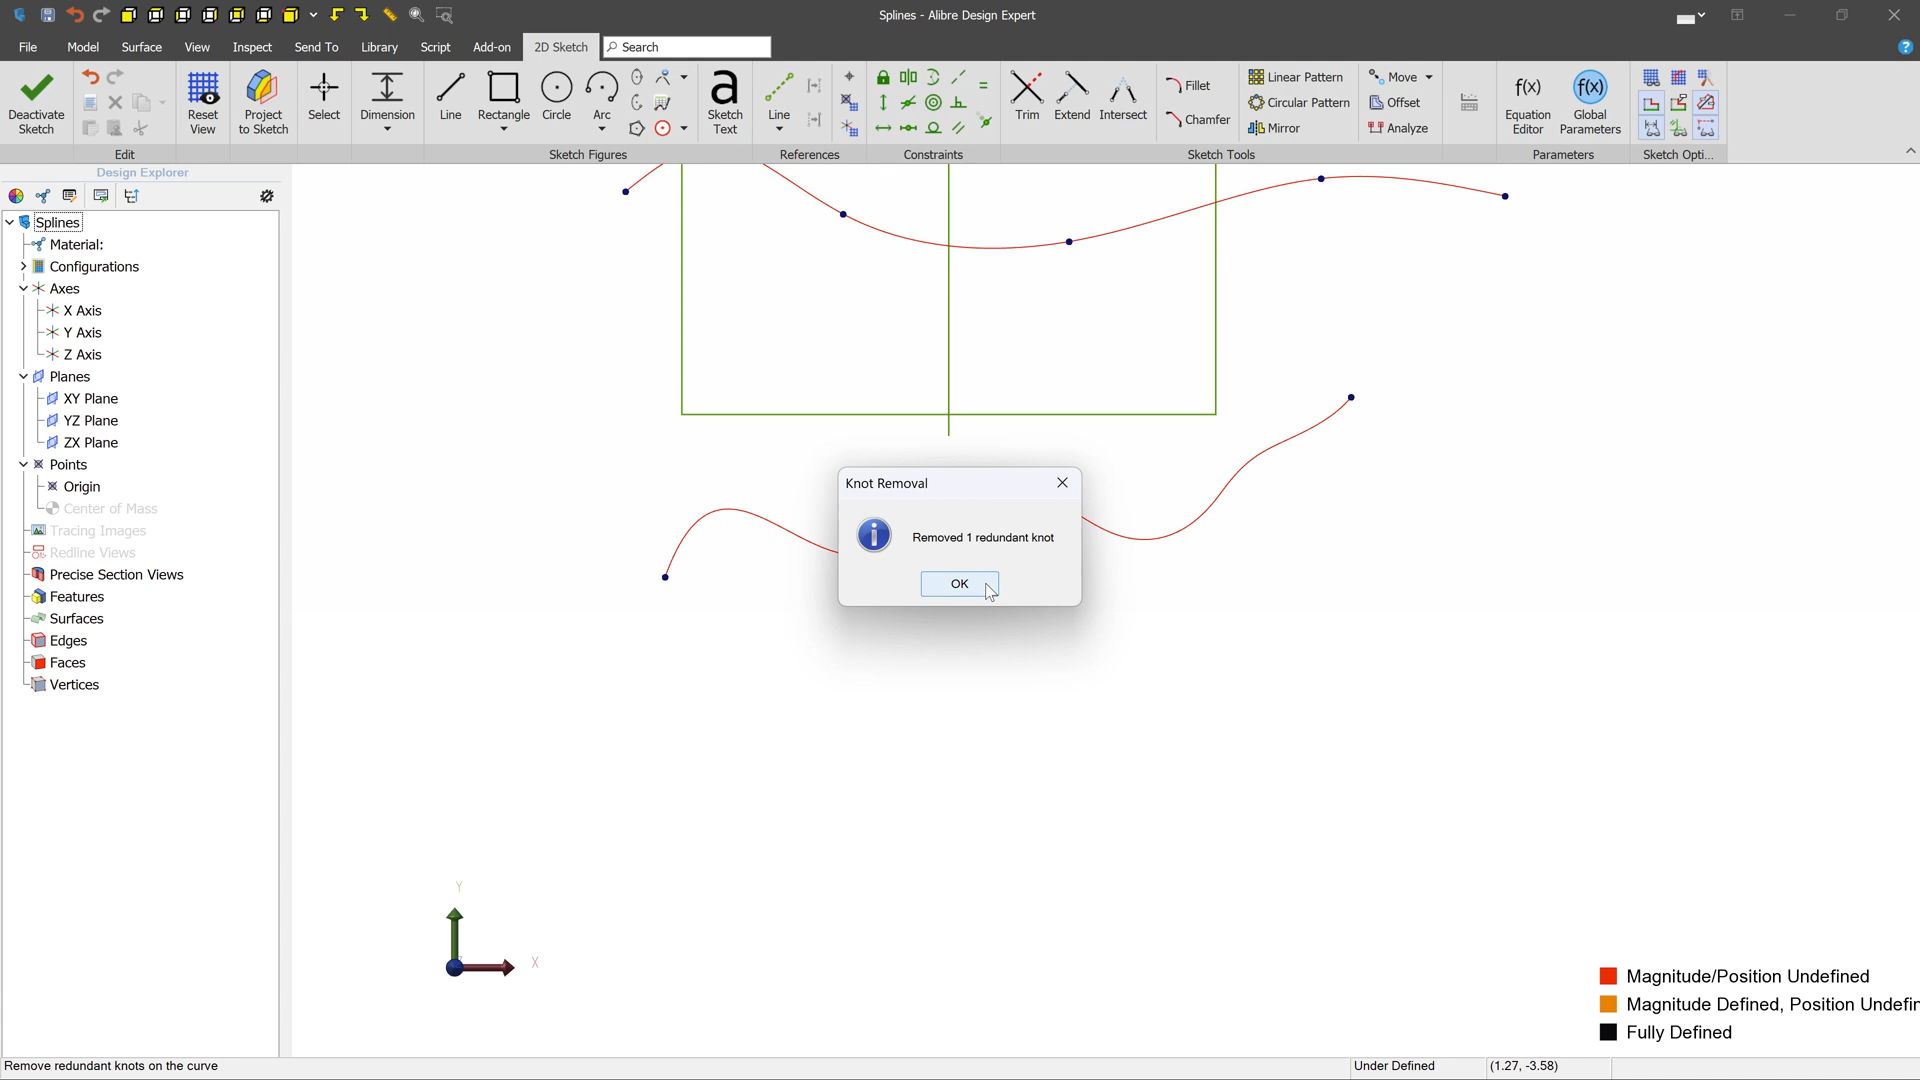 Splines - Alibre Design Expert
File
Model
Surface
View
Inspect
Send To
Library
Script
Add-on
2D Sketch
Search
Deactivate
Sketch
Reset
View
Project
to Sketch
Select
Dimension
Line
Rectangle
Circle
Arc
Sketch
Text
Line
Trim
Extend
Intersect
Fillet
Chamfer
Linear Pattern
Circular Pattern
Mirror
Move
Offset
Analyze
Equation
Editor
Global
Parameters
Edit
Sketch Figures
References
Constraints
Sketch Tools
Parameters
Sketch Opti...
Design Explorer
Splines
Material:
Configurations
Axes
X Axis
Y Axis
Z Axis
Planes
XY Plane
YZ Plane
ZX Plane
Points
Origin
Center of Mass
Tracing Images
Redline Views
Precise Section Views
Features
Surfaces
Edges
Faces
Vertices
Knot Removal
Removed 1 redundant knot
OK
Y
X
Magnitude/Position Undefined
Magnitude Defined, Position Undefin
Fully Defined
Remove redundant knots on the curve
Under Defined
(1.27, -3.58)